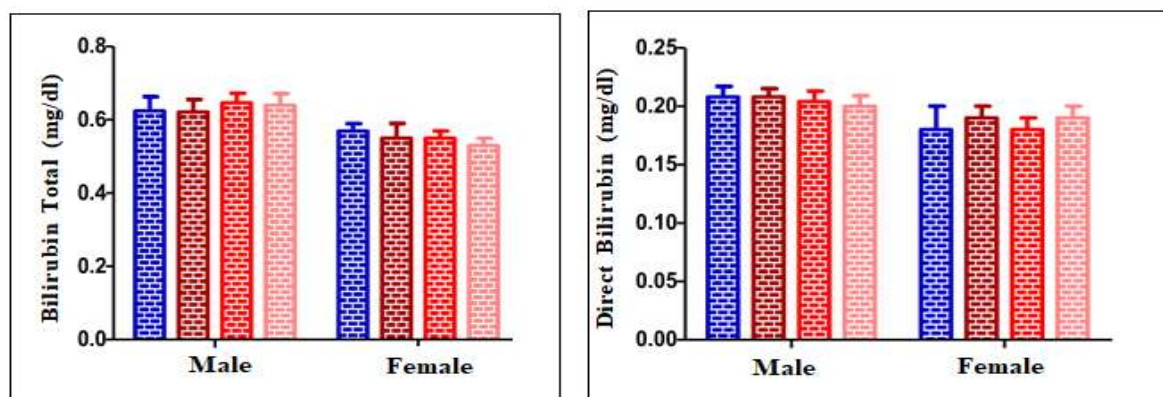 Bilirubin Total (mg/dl)
0.8
0.6
0.4
0.2
0.0
Male Female
Direct Bilirubin (mg/dl)
0.25
0.20
0.15
0.10
0.05
0.00
Male Female